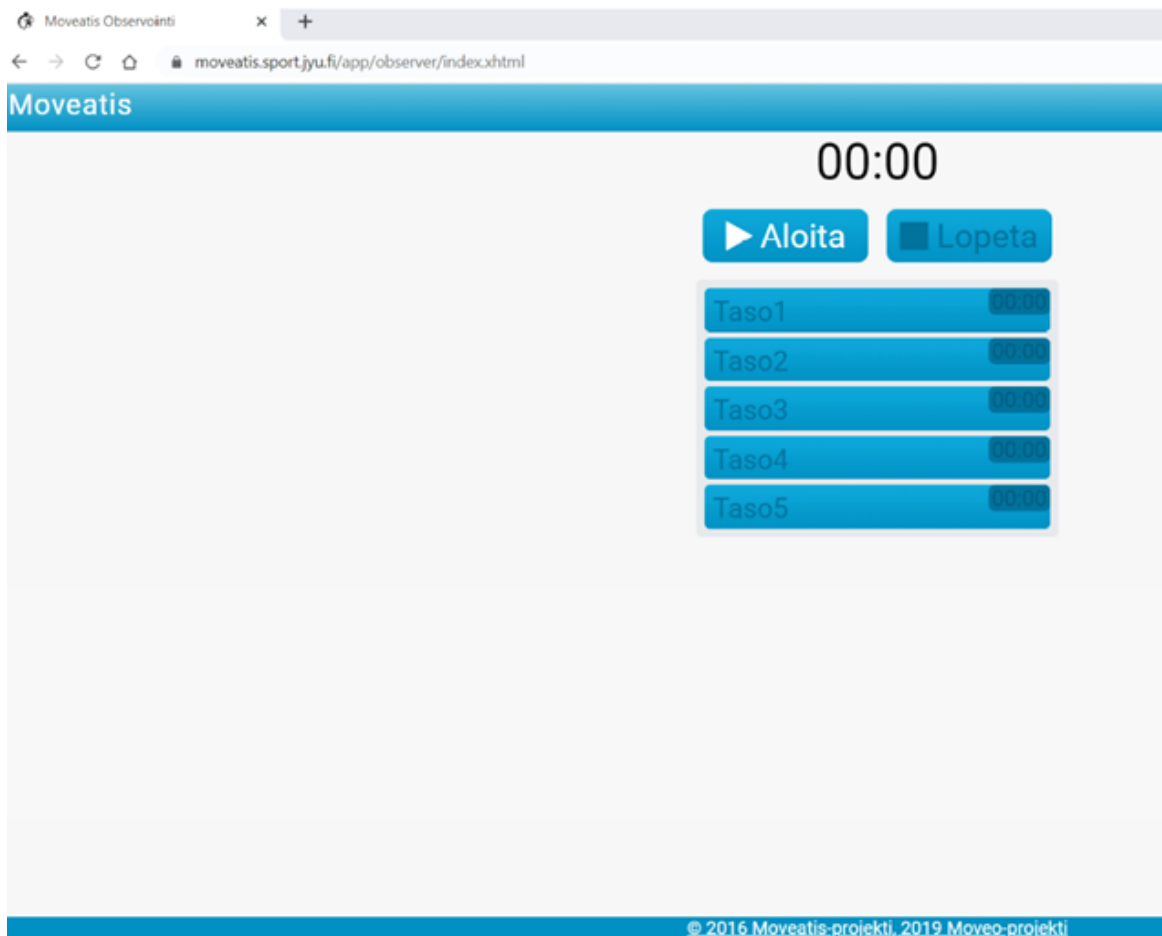 Moveatis Observointi
moveatis.sport.jyu.fi/app/observer/index.xhtml
Moveatis
00:00
Aloita Lopeta
Taso1 00:00
Taso2 00:00
Taso3 00:00
Taso4 00:00
Taso5 00:00
© 2016 Moveatis-projekti, 2019 Moveo-projekti